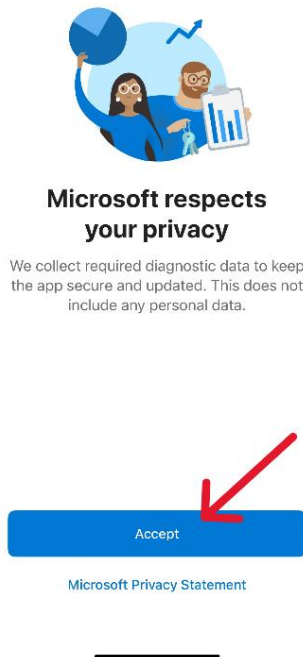 Microsoft respects
your privacy
We collect required diagnostic data to keep
the app secure and updated. This does not
include any personal data.
Accept
Microsoft Privacy Statement